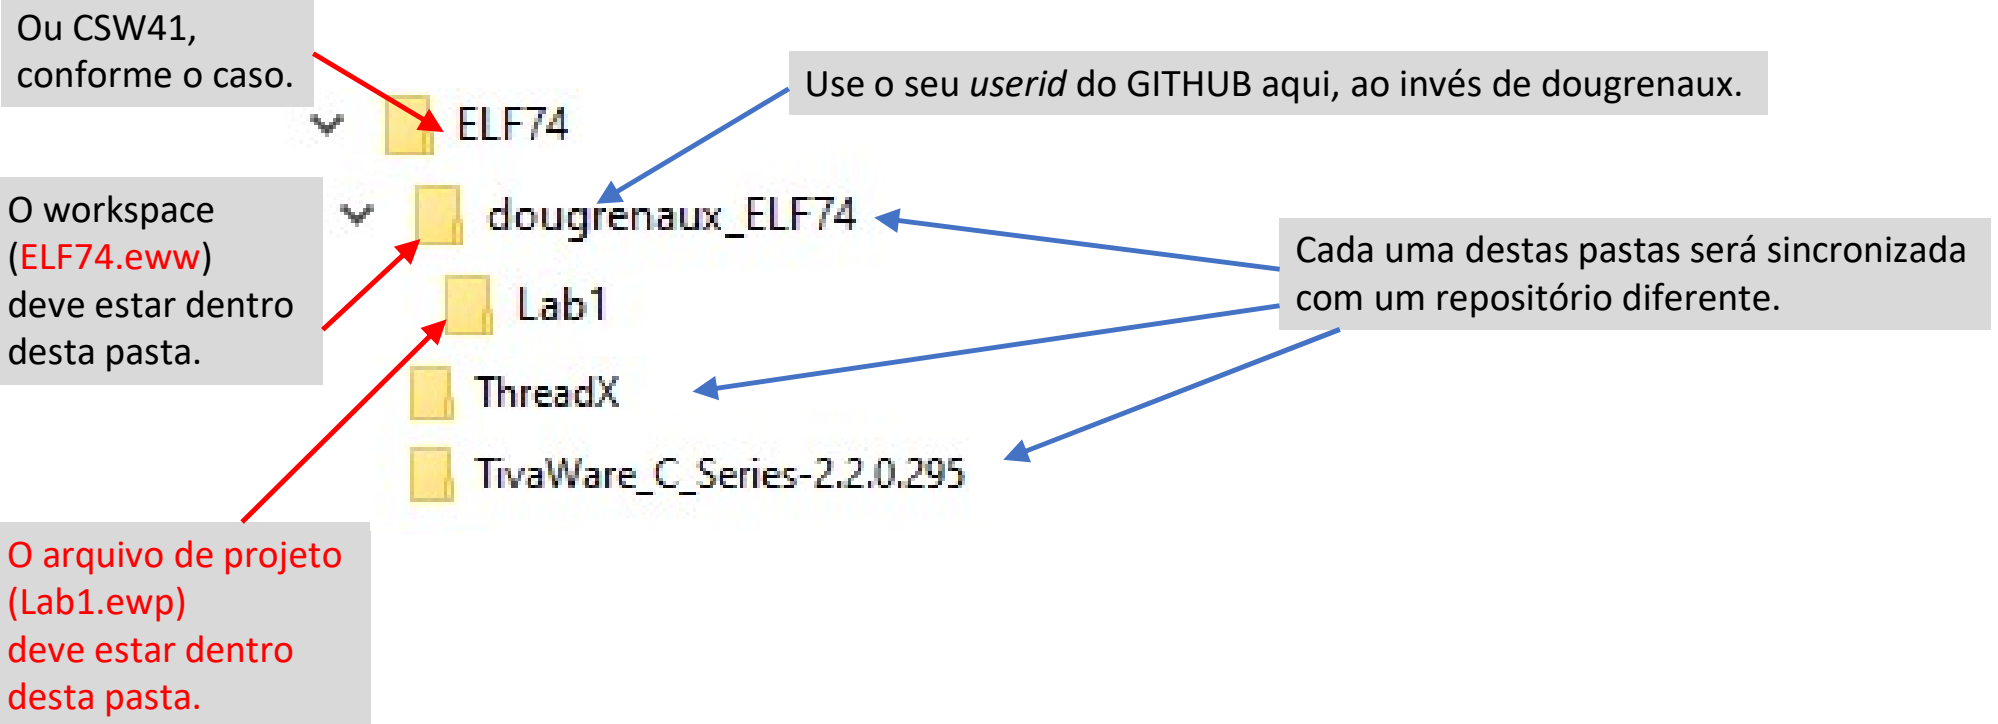 Ou CSW41,
conforme o caso.
Use o seu userid do GITHUB aqui, ao invés de dougrenaux.
ELF74
O workspace
(ELF74.eww)
deve estar dentro
desta pasta.
dougrenaux_ELF74
Cada uma destas pastas será sincronizada
com um repositório diferente.
Lab1
ThreadX
TivaWare_C_Series-2.2.0.295
O arquivo de projeto
(Lab1.ewp)
deve estar dentro
desta pasta.